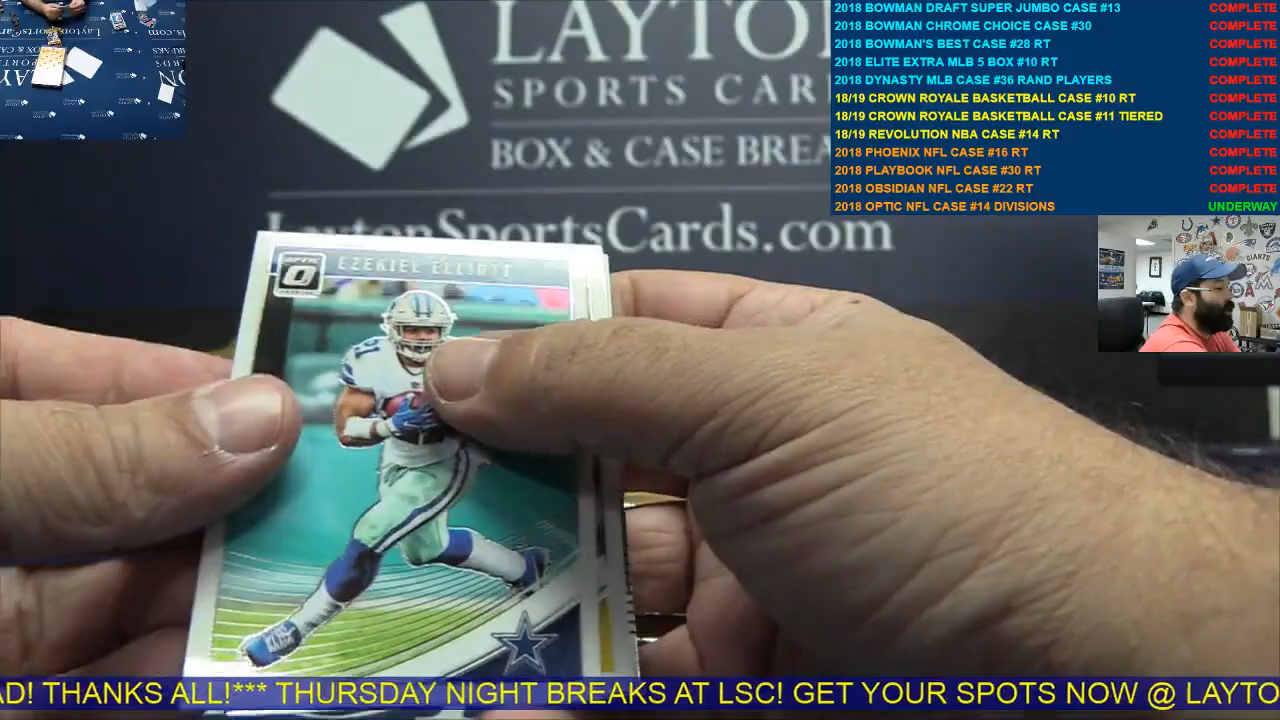 LAYTON
SPORTS CAR
BOX & CASE BREA
LaytonSportsCards.com
2018 BOWMAN DRAFT SUPER JUMBO CASE #13 COMPLETE
2018 BOWMAN CHROME CHOICE CASE #30 COMPLETE
2018 BOWMAN'S BEST CASE #28 RT COMPLETE
2018 ELITE EXTRA MLB 5 BOX #10 RT COMPLETE
2018 DYNASTY MLB CASE #36 RAND PLAYERS COMPLETE
18/19 CROWN ROYALE BASKETBALL CASE #10 RT COMPLETE
18/19 CROWN ROYALE BASKETBALL CASE #11 TIERED COMPLETE
18/19 REVOLUTION NBA CASE #14 RT COMPLETE
2018 PHOENIX NFL CASE #16 RT COMPLETE
2018 PLAYBOOK NFL CASE #30 RT COMPLETE
2018 OBSIDIAN NFL CASE #22 RT COMPLETE
2018 OPTIC NFL CASE #14 DIVISIONS UNDERWAY
OPTIC
EZEKIEL ELLIOTT
21
AD! THANKS ALL!*** THURSDAY NIGHT BREAKS AT LSC! GET YOUR SPOTS NOW @ LAYTO